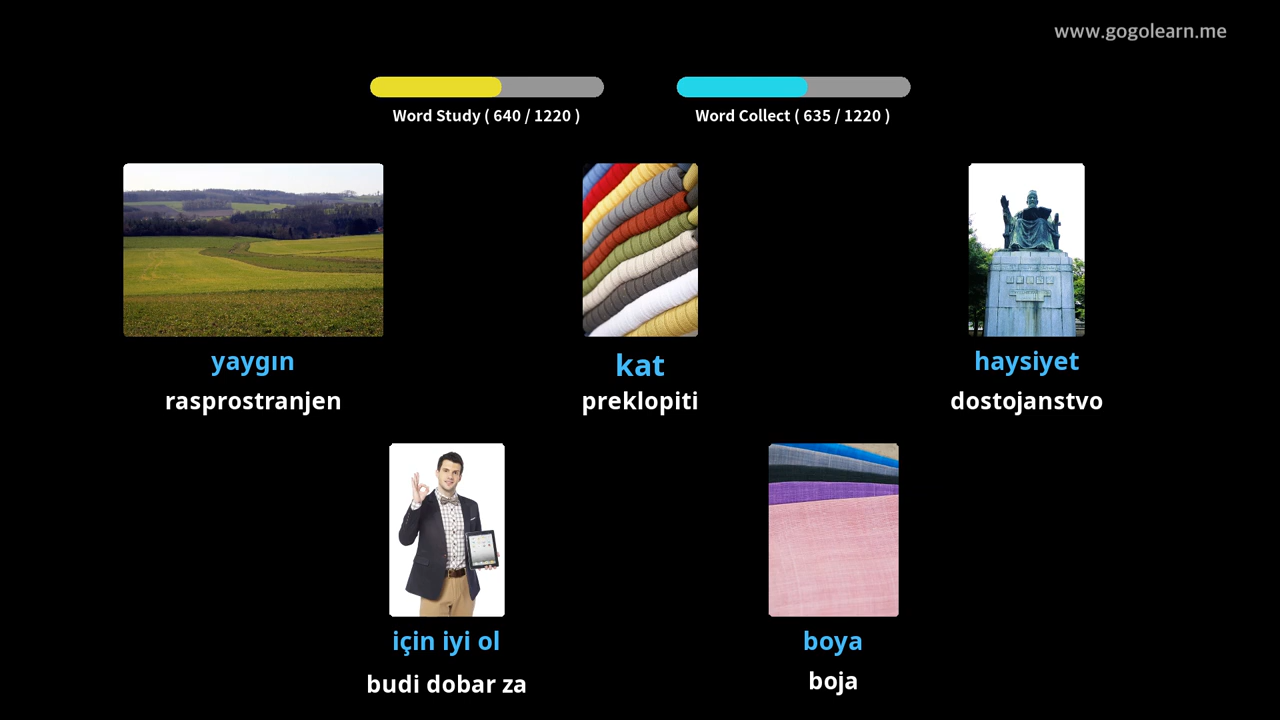 www.gogolearn.me
Word Study ( 640 / 1220 )
Word Collect ( 635 / 1220 )
yaygın
rasprostranjen
kat
preklopiti
haysiyet
dostojanstvo
için iyi ol
budi dobar za
boya
boja